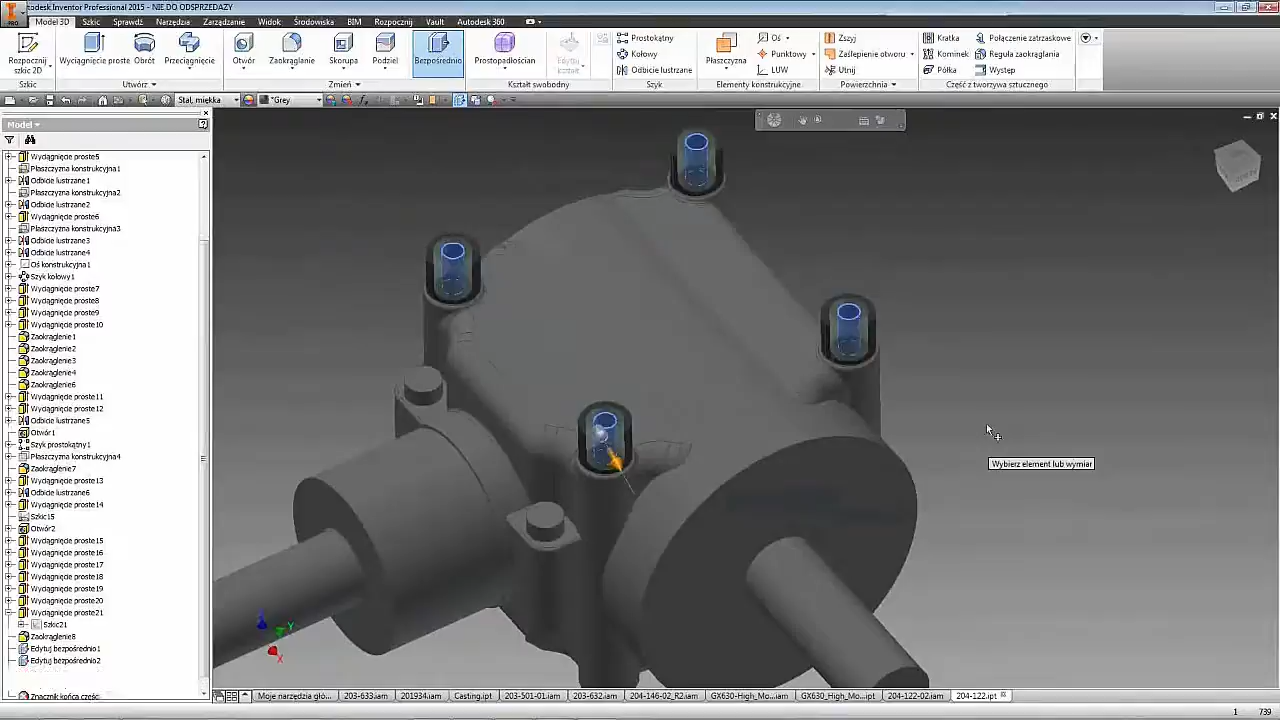 todesk Inventor Professional 2015 - NIE DO ODSPRZEDAŻY
PRO
Model 3D Szkic Sprawdź Narzędzia Zarządzanie Widok Środowiska BIM Rozpocznij Vault Autodesk 360
Rozpocznij szkic 2D
Wyciągnięcie proste Obrót Przeciągnięcie
Otwór Zaokrąglenie Skorupa Podziel Bezpośrednio
Prostopadłościan
Edytuj kształt
Prostokątny
Kołowy
Odbicie lustrzane
Płaszczyzna
Oś
Punktowy
LUW
Zszyj
Zaślepienie otworu
Utnij
Kratka
Kominek
Półka
Połączenie zatrzaskowe
Reguła zaokrąglania
Występ
Szkic Utwórz Zmień Kształt swobodny Szyk Elementy konstrukcyjne Powierzchnia Część z tworzywa sztucznego
Stal, miękka *Grey
Model
Wyciągnięcie proste5
Płaszczyzna konstrukcyjna1
Odbicie lustrzane1
Płaszczyzna konstrukcyjna2
Odbicie lustrzane2
Wyciągnięcie proste6
Płaszczyzna konstrukcyjna3
Odbicie lustrzane3
Odbicie lustrzane4
Oś konstrukcyjna1
Szyk kołowy1
Wyciągnięcie proste7
Wyciągnięcie proste8
Wyciągnięcie proste9
Wyciągnięcie proste10
Zaokrąglenie1
Zaokrąglenie2
Zaokrąglenie3
Zaokrąglenie4
Zaokrąglenie6
Wyciągnięcie proste11
Wyciągnięcie proste12
Odbicie lustrzane5
Otwór1
Szyk prostokątny1
Płaszczyzna konstrukcyjna4
Zaokrąglenie7
Wyciągnięcie proste13
Odbicie lustrzane6
Wyciągnięcie proste14
Szkic15
Otwór2
Wyciągnięcie proste15
Wyciągnięcie proste16
Wyciągnięcie proste17
Wyciągnięcie proste18
Wyciągnięcie proste19
Wyciągnięcie proste20
Wyciągnięcie proste21
Szkic21
Zaokrąglenie8
Edytuj bezpośrednio1
Edytuj bezpośrednio2
Znacznik końca częśc
Wybierz element lub wymiar
Z
Y
X
Moje narzędzia głó... 203-633.iam 201934.iam Casting.ipt 203-501-01.iam 203-632.iam 204-146-02_R2.iam GX630-High_Mo...iam GX630_High_Mo...ipt 204-122-02.iam 204-122.ipt
1 739